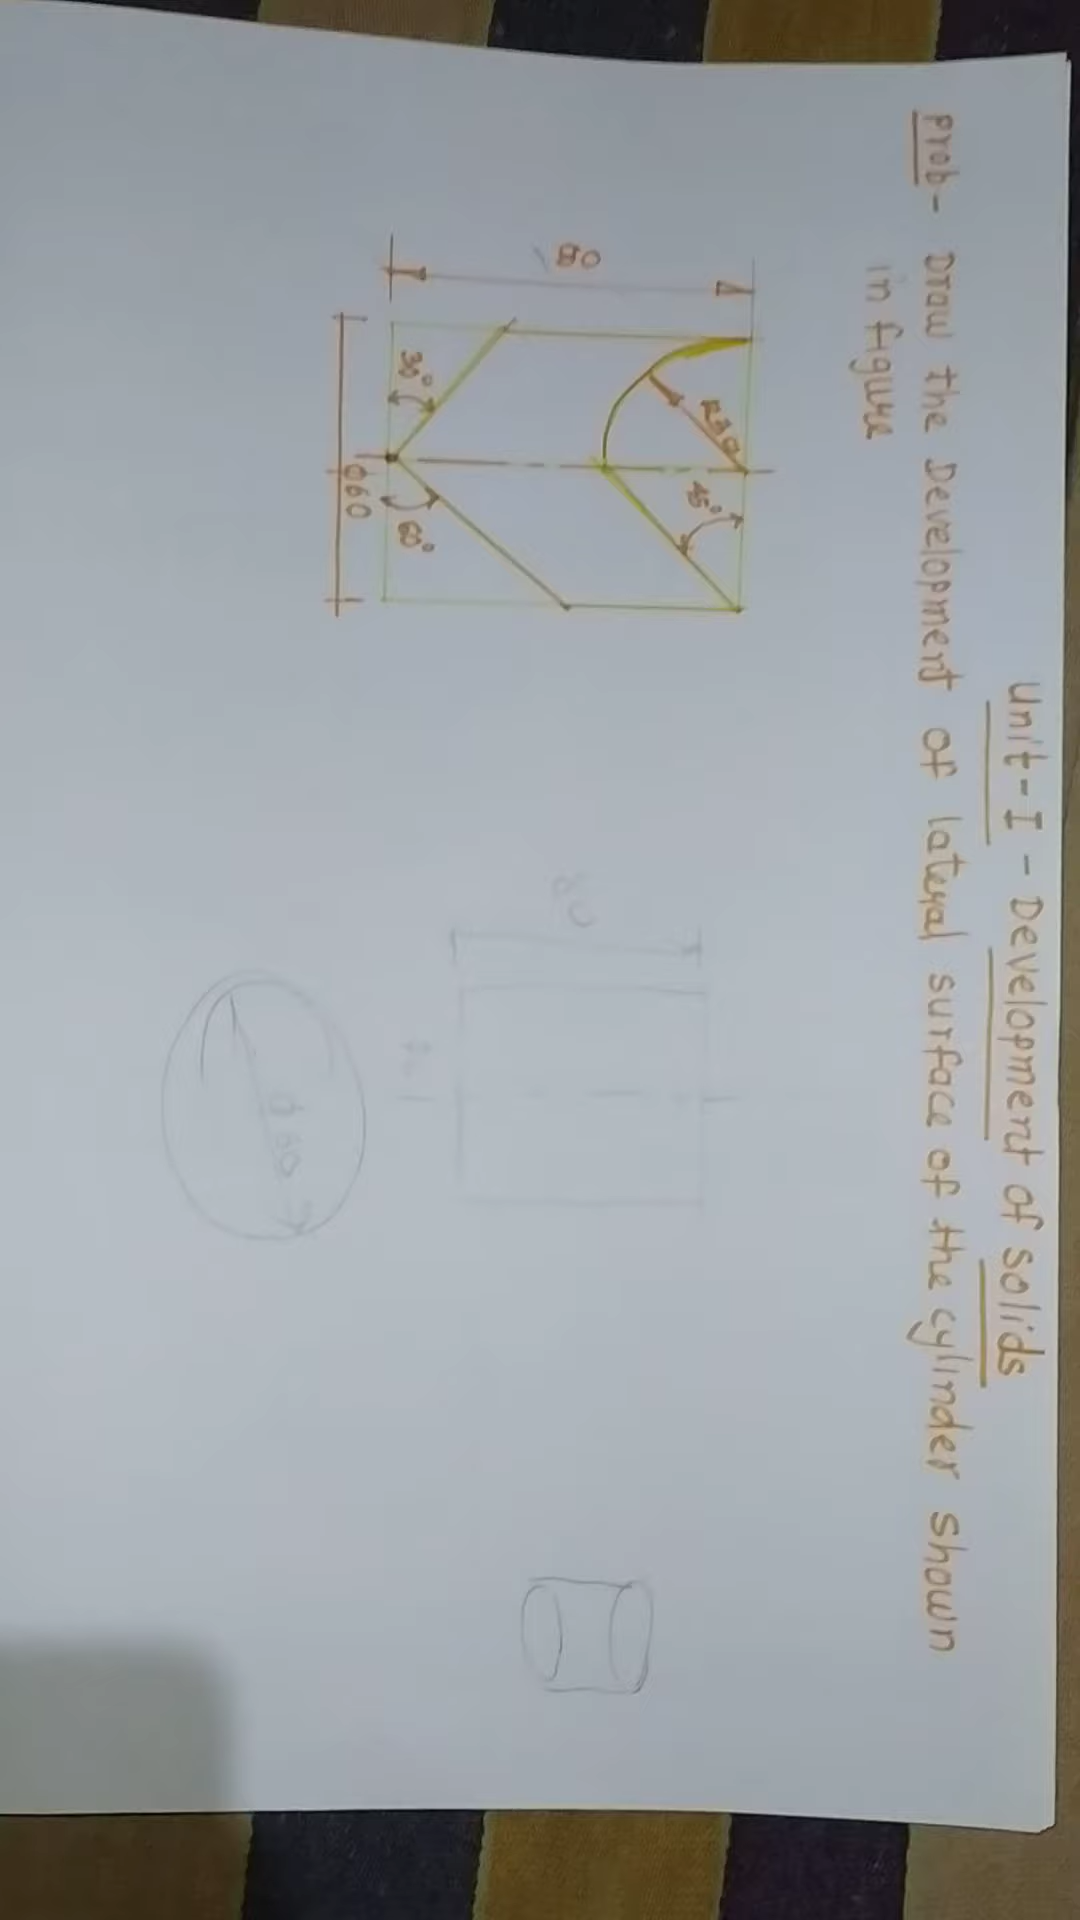 Unit-I - Development of solids
Prob- Draw the Development of lateral surface of the cylinder shown
in figure
80
R30
45°
30°
60°
Ø60
80
Ø60